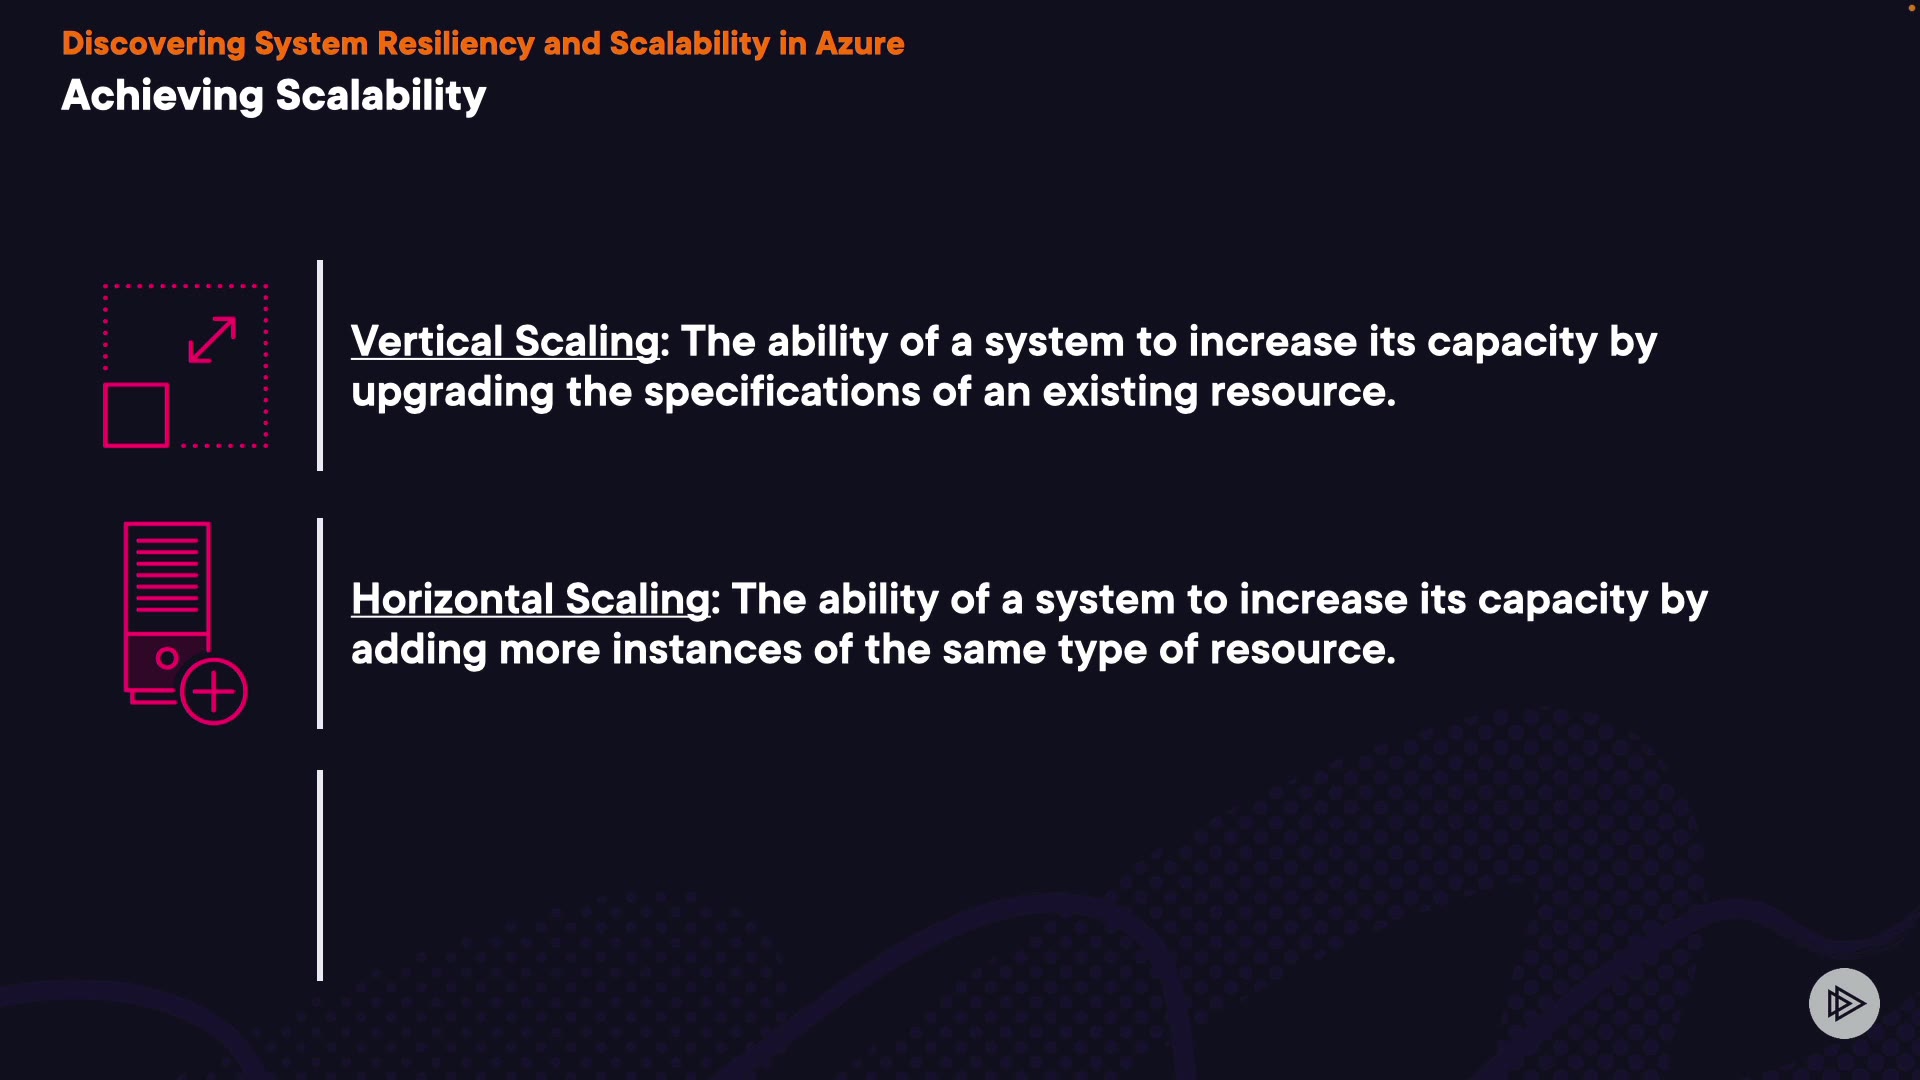 Discovering System Resiliency and Scalability in Azure
Achieving Scalability
Vertical Scaling: The ability of a system to increase its capacity by
upgrading the specifications of an existing resource.
Horizontal Scaling: The ability of a system to increase its capacity by
adding more instances of the same type of resource.